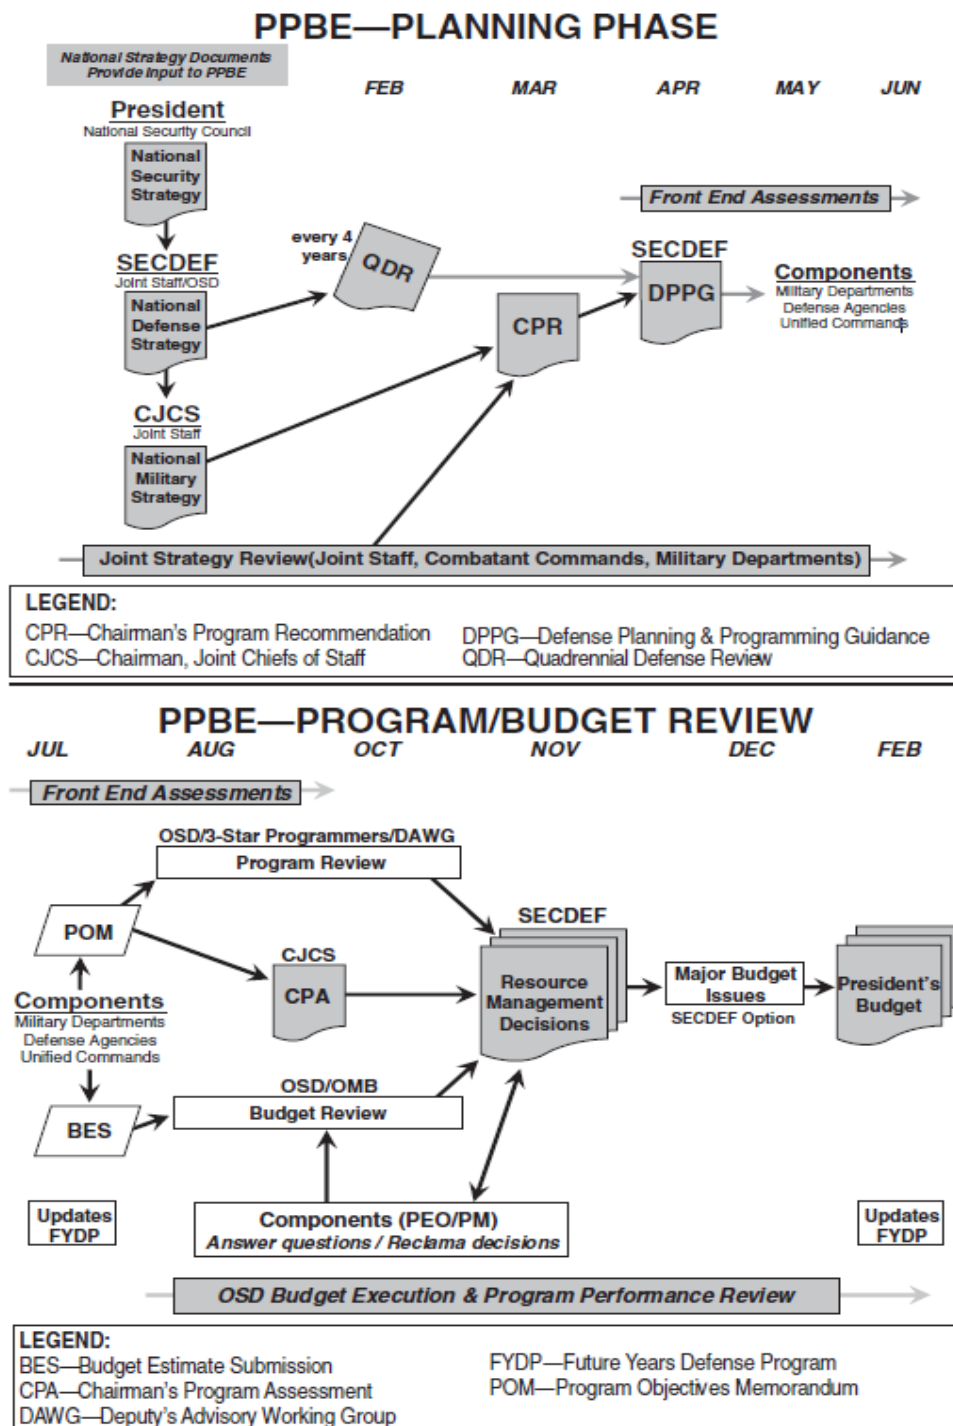 PPBE—PLANNING PHASE
National Strategy Documents
Provide Input to PPBE
FEB MAR APR MAY JUN
President
National Security Council
National
Security
Strategy
Front End Assessments
SECDEF
Joint Staff/OSD
National
Defense
Strategy
every 4
years
QDR
CPR
SECDEF
DPPG
Components
Military Departments
Defense Agencies
Unified Commands
CJCS
Joint Staff
National
Military
Strategy
Joint Strategy Review(Joint Staff, Combatant Commands, Military Departments)
LEGEND:
CPR—Chairman's Program Recommendation
CJCS—Chairman, Joint Chiefs of Staff
DPPG—Defense Planning & Programming Guidance
QDR—Quadrennial Defense Review
PPBE—PROGRAM/BUDGET REVIEW
JUL AUG OCT NOV DEC FEB
Front End Assessments
OSD/3-Star Programmers/DAWG
Program Review
POM
CJCS
CPA
SECDEF
Resource
Management
Decisions
Major Budget
Issues
SECDEF Option
President's
Budget
Components
Military Departments
Defense Agencies
Unified Commands
OSD/OMB
Budget Review
BES
Updates
FYDP
Components (PEO/PM)
Answer questions / Reclama decisions
Updates
FYDP
OSD Budget Execution & Program Performance Review
LEGEND:
BES—Budget Estimate Submission
CPA—Chairman's Program Assessment
DAWG—Deputy's Advisory Working Group
FYDP—Future Years Defense Program
POM—Program Objectives Memorandum